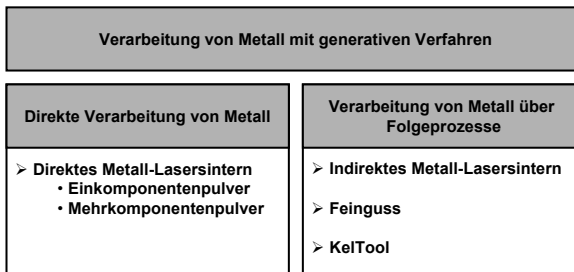 Verarbeitung von Metall mit generativen Verfahren
Direkte Verarbeitung von Metall
➢ Direktes Metall-Lasersintern
• Einkomponentenpulver
• Mehrkomponentenpulver
Verarbeitung von Metall über
Folgeprozesse
➢ Indirektes Metall-Lasersintern
➢ Feinguss
➢ KelTool